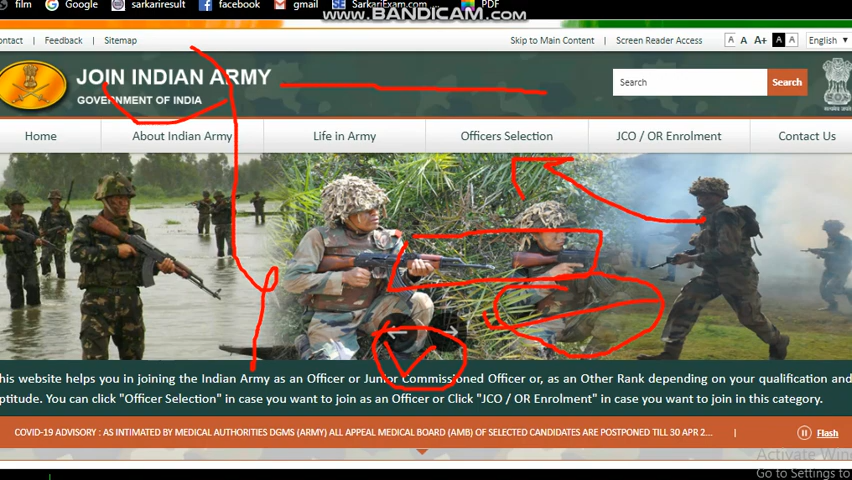 film Google sarkariresult facebook gmail SarkariExam.com PDF
www.BANDICAM.com
ontact | Feedback | Sitemap
Skip to Main Content | Screen Reader Access A A A+ A A English
JOIN INDIAN ARMY
GOVERNMENT OF INDIA
Search Search
Home About Indian Army Life in Army Officers Selection JCO / OR Enrolment Contact Us
his website helps you in joining the Indian Army as an Officer or Junior Commissioned Officer or, as an Other Rank depending on your qualification and
ptitude. You can click "Officer Selection" in case you want to join as an Officer or Click "JCO / OR Enrolment" in case you want to join in this category.
COVID-19 ADVISORY : AS INTIMATED BY MEDICAL AUTHORITIES DGMS (ARMY) ALL APPEAL MEDICAL BOARD (AMB) OF SELECTED CANDIDATES ARE POSTPONED TILL 30 APR 2... | Flash
Activate Win
Go to Settings to